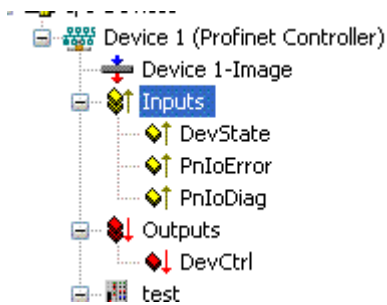 Device 1 (Profinet Controller)
Device 1-Image
Inputs
DevState
PnIoError
PnIoDiag
Outputs
DevCtrl
test